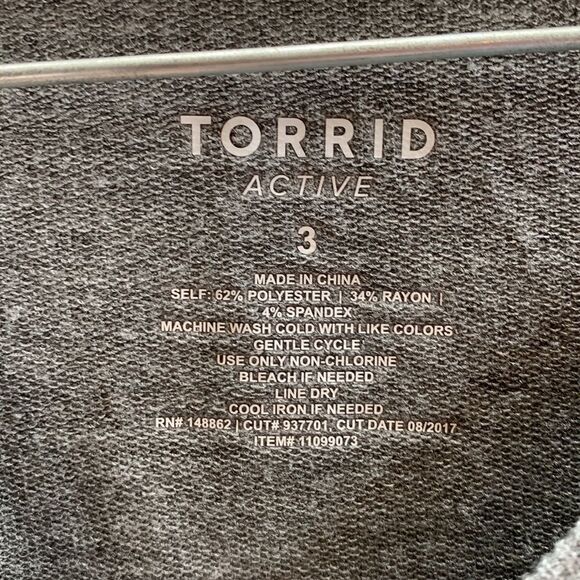 TORRID
ACTIVE
3
MADE IN CHINA
SELF: 62% POLYESTER | 34% RAYON |
4% SPANDEX
MACHINE WASH COLD WITH LIKE COLORS
GENTLE CYCLE
USE ONLY NON-CHLORINE
BLEACH IF NEEDED
LINE DRY
COOL IRON IF NEEDED
RN# 148862 | CUT# 937701, CUT DATE 08/2017
ITEM# 11099073